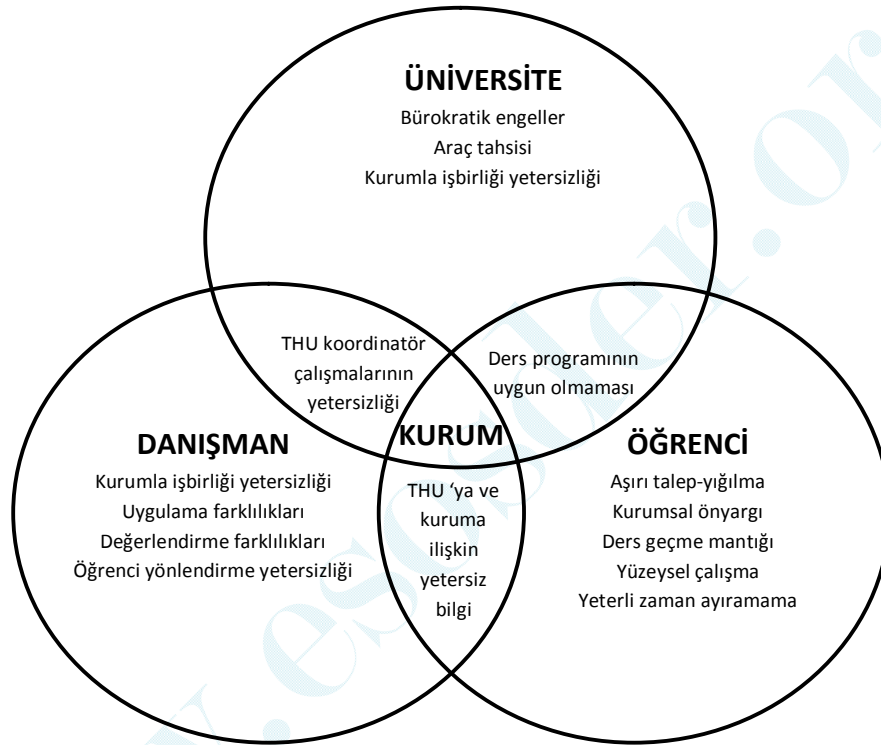 ÜNİVERSİTE
Bürokratik engeller
Araç tahsisi
Kurumla işbirliği yetersizliği
THU koordinatör
çalışmalarının
yetersizliği
Ders programının
uygun olmaması
KURUM
DANIŞMAN
Kurumla işbirliği yetersizliği
Uygulama farklılıkları
Değerlendirme farklılıkları
Öğrenci yönlendirme yetersizliği
THU ‘ya ve
kuruma
ilişkin
yetersiz
bilgi
ÖĞRENCİ
Aşırı talep-yığılma
Kurumsal önyargı
Ders geçme mantığı
Yüzeysel çalışma
Yeterli zaman ayıramama
w.esosder.or